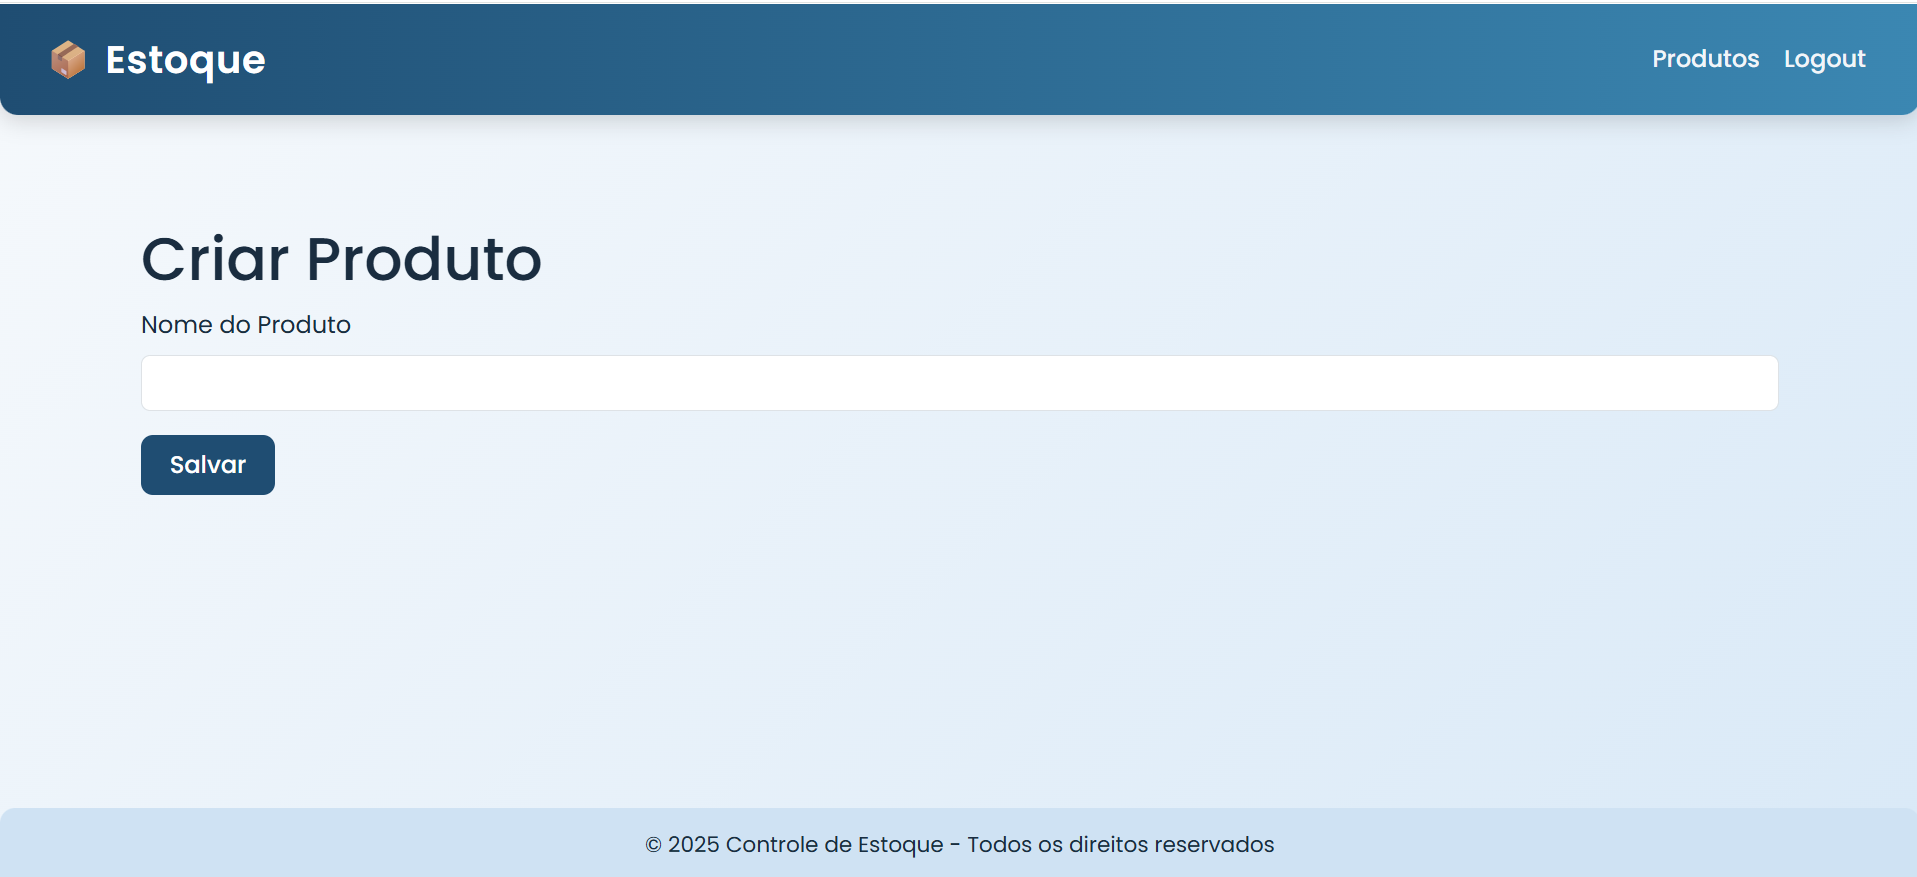 Estoque
Produtos Logout
Criar Produto
Nome do Produto
Salvar
© 2025 Controle de Estoque - Todos os direitos reservados